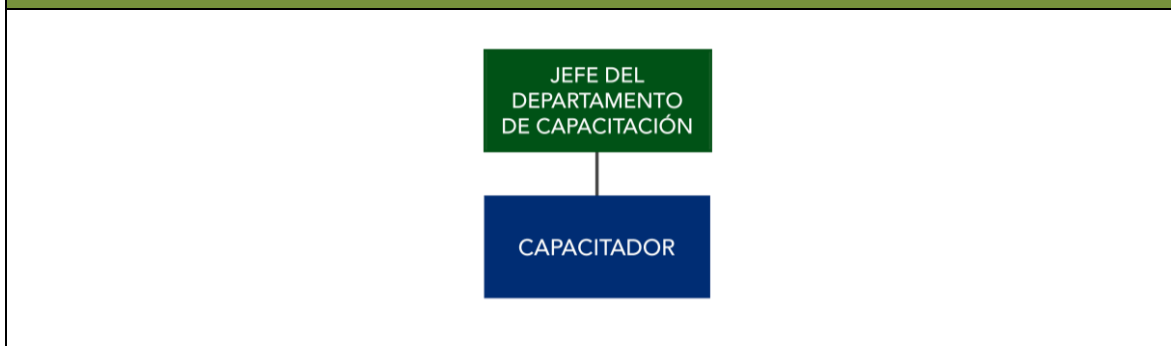 JEFE DEL
DEPARTAMENTO
DE CAPACITACIÓN
CAPACITADOR